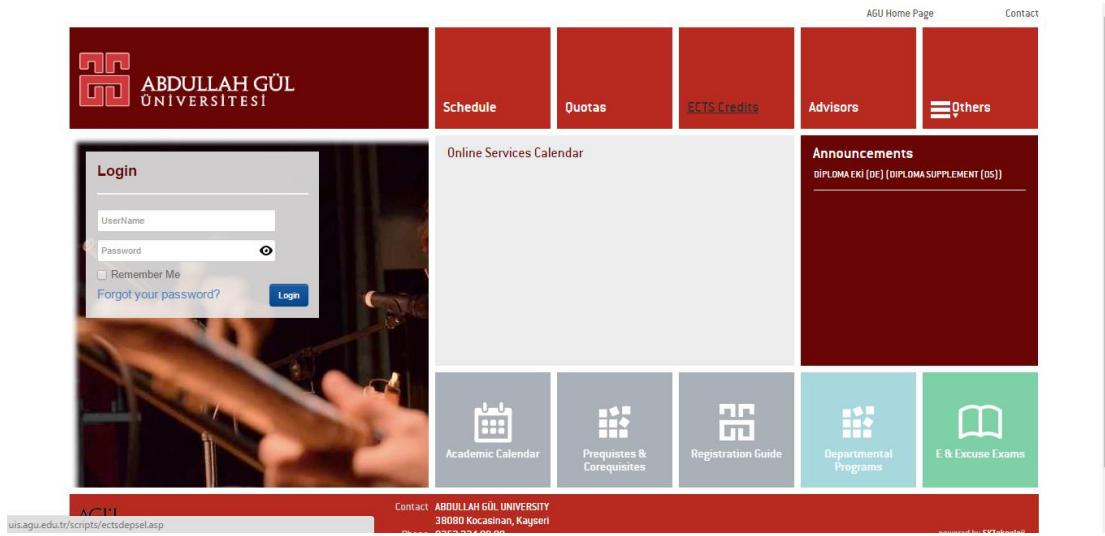 AGU Home Page
Contact
ABDULLAH GÜL
ÜNİVERSİTESİ
Schedule
Quotas
ECTS Credits
Advisors
Others
Login
UserName
Password
Remember Me
Forgot your password?
Login
Online Services Calendar
Announcements
DİPLOMA EKİ (DE) (DIPLOMA SUPPLEMENT (DS))
Academic Calendar
Prequistes &
Corequisites
Registration Guide
Departmental
Programs
E & Excuse Exams
Contact ABDULLAH GÜL UNIVERSITY
38080 Kocasinan, Kayseri
uis.agu.edu.tr/scripts/ectsdepsel.asp